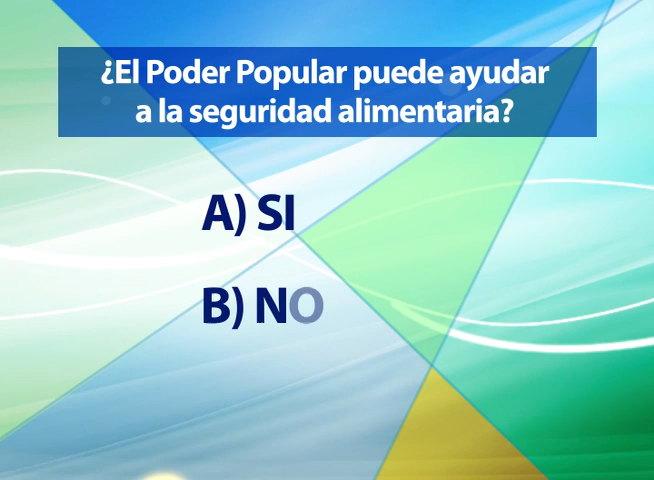 ¿El Poder Popular puede ayudar
a la seguridad alimentaria?
A) SI
B) NO